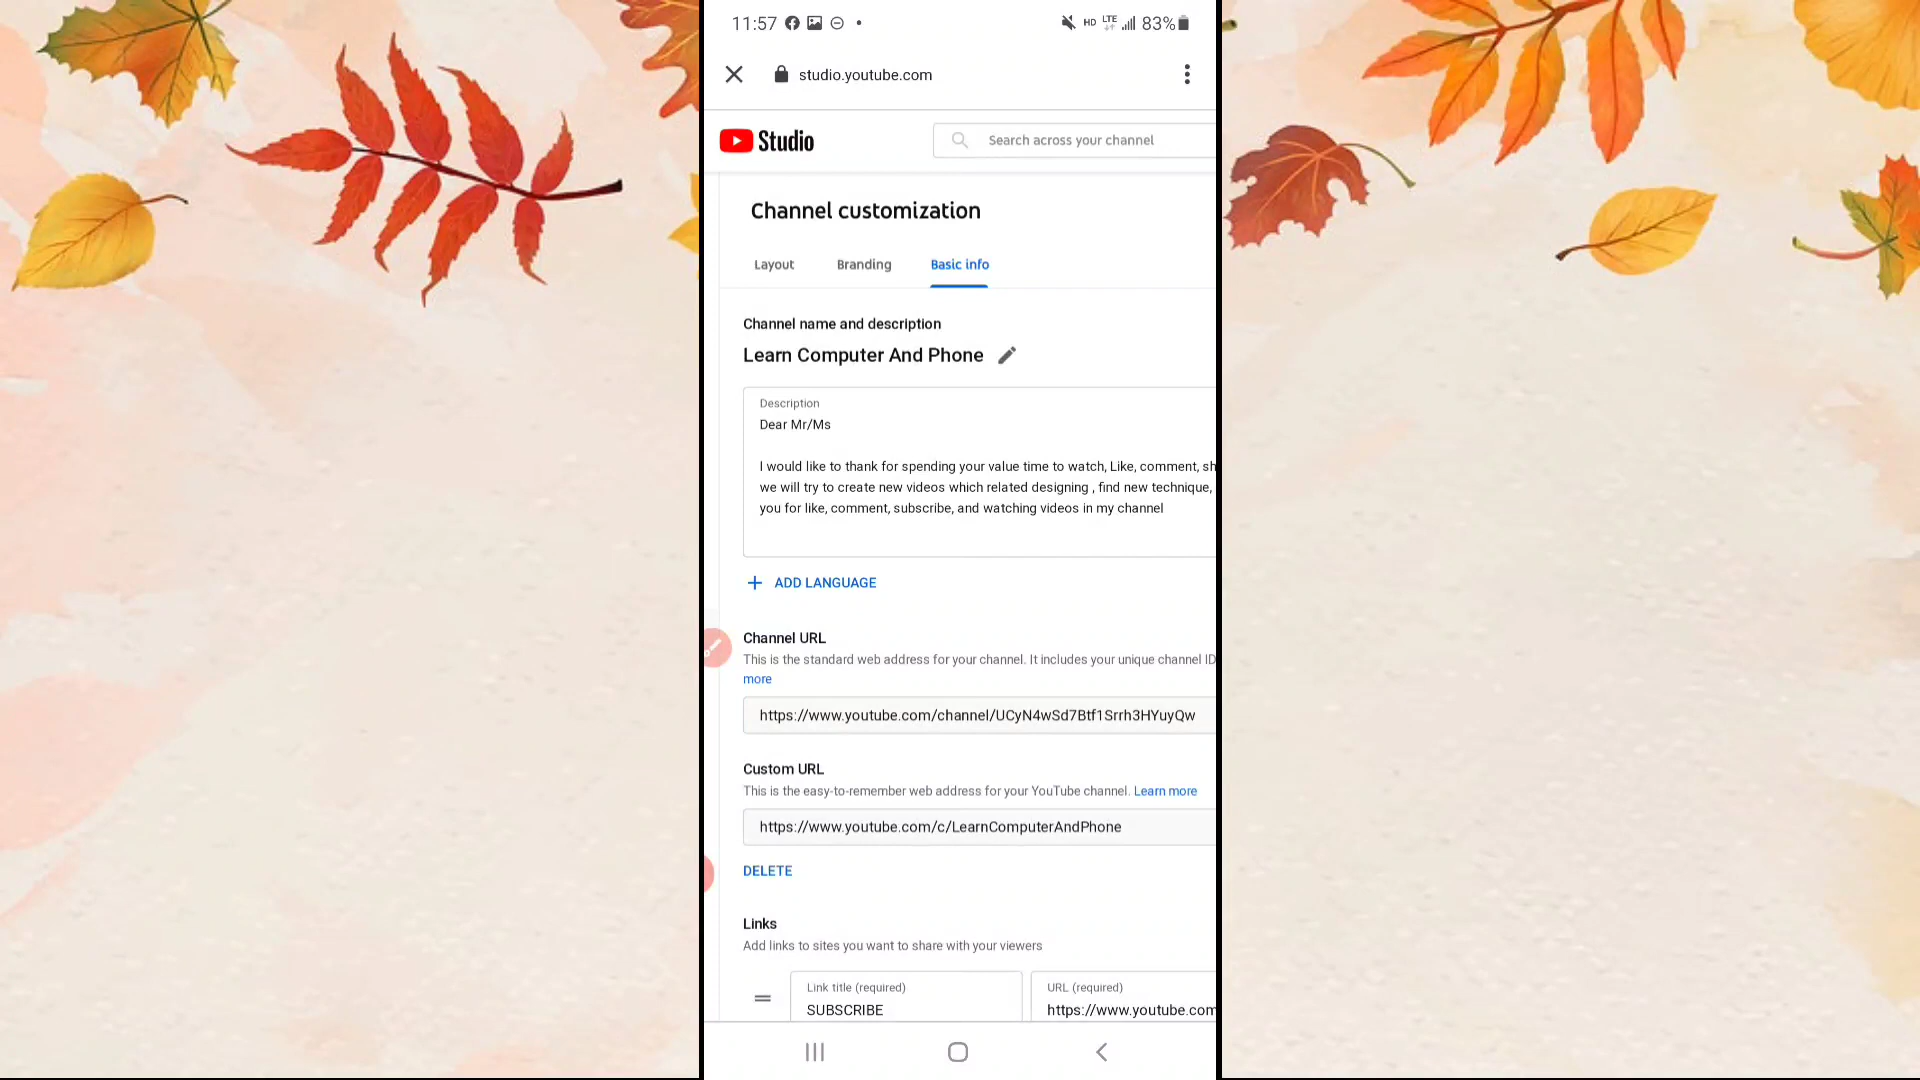 11:57
HD LTE 83%
studio.youtube.com
Studio
Search across your channel
Channel customization
Layout Branding Basic info
Channel name and description
Learn Computer And Phone
Description
Dear Mr/Ms
I would like to thank for spending your value time to watch, Like, comment, sh
we will try to create new videos which related designing , find new technique,
you for like, comment, subscribe, and watching videos in my channel
ADD LANGUAGE
Channel URL
This is the standard web address for your channel. It includes your unique channel ID
more
https://www.youtube.com/channel/UCyN4wSd7Btf1Srrh3HYuyQw
Custom URL
This is the easy-to-remember web address for your YouTube channel. Learn more
https://www.youtube.com/c/LearnComputerAndPhone
DELETE
Links
Add links to sites you want to share with your viewers
Link title (required) URL (required)
SUBSCRIBE https://www.youtube.com